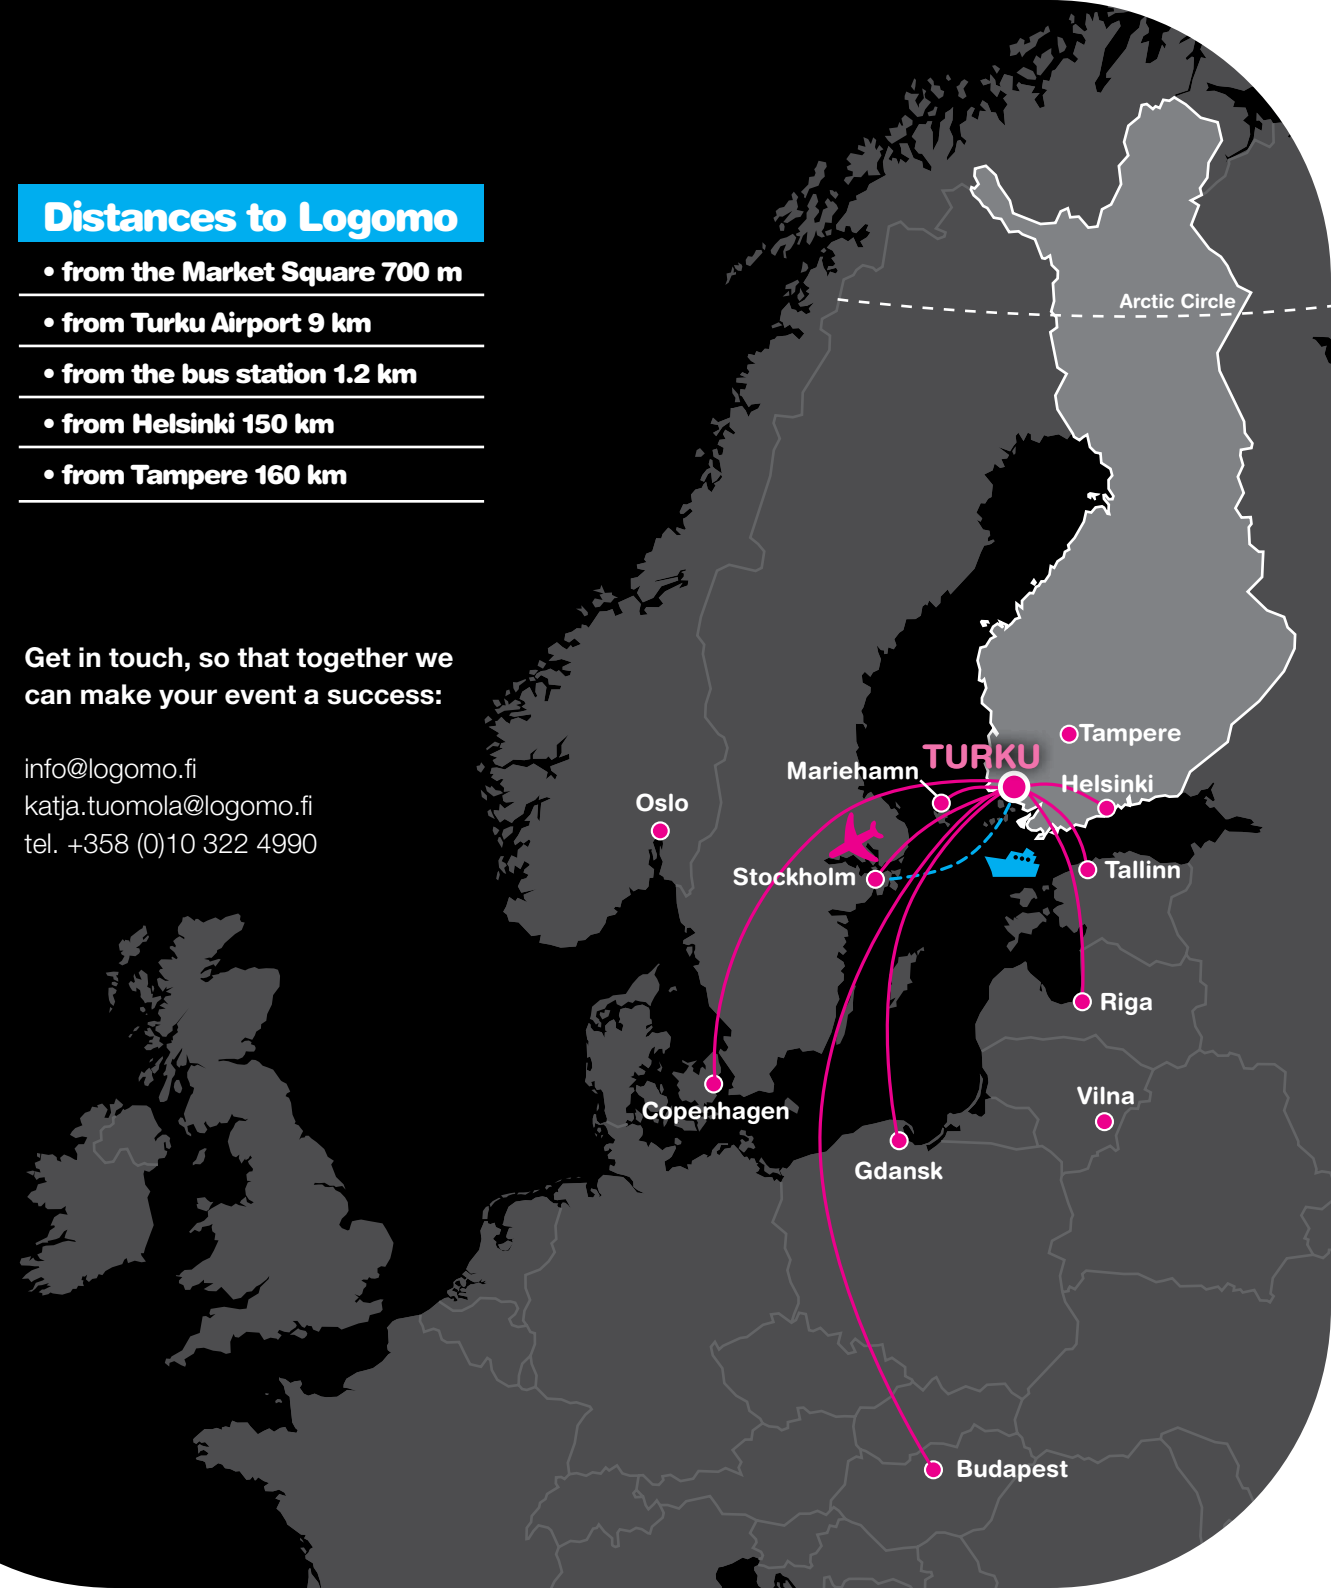 Distances to Logomo
• from the Market Square 700 m
• from Turku Airport 9 km
• from the bus station 1.2 km
• from Helsinki 150 km
• from Tampere 160 km
Get in touch, so that together we
can make your event a success:
info@logomo.fi
katja.tuomola@logomo.fi
tel. +358 (0)10 322 4990
Arctic Circle
Tampere
TURKU
Mariehamn
Helsinki
Oslo
Stockholm
Tallinn
Riga
Vilna
Copenhagen
Gdansk
Budapest